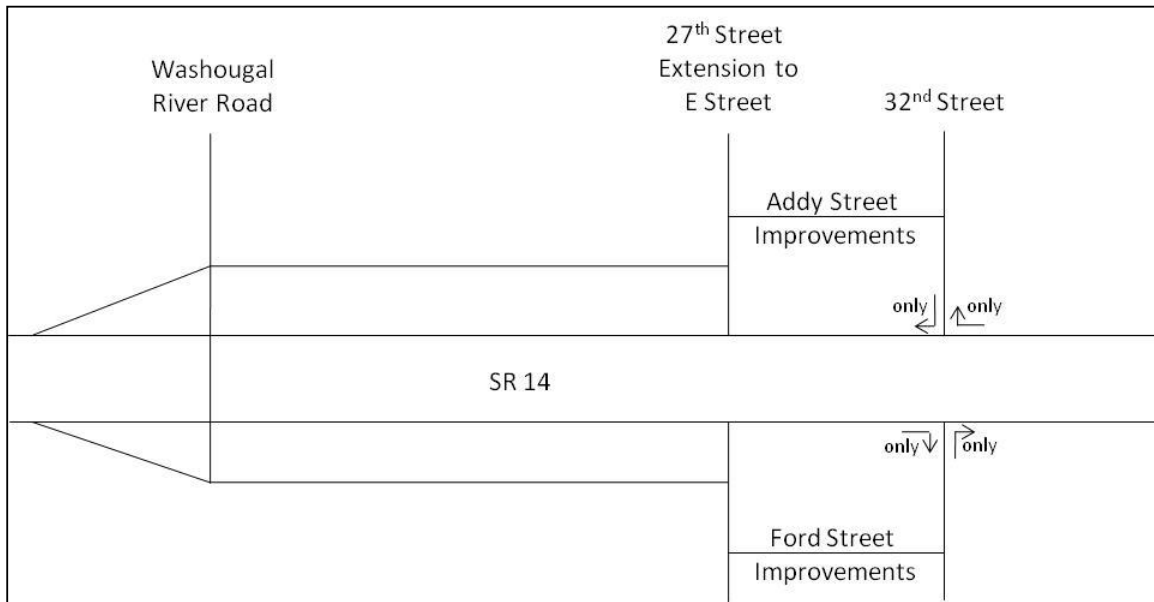 Washougal
River Road
27th Street
Extension to
E Street
32nd Street
Addy Street
Improvements
only only
SR 14
only only
Ford Street
Improvements